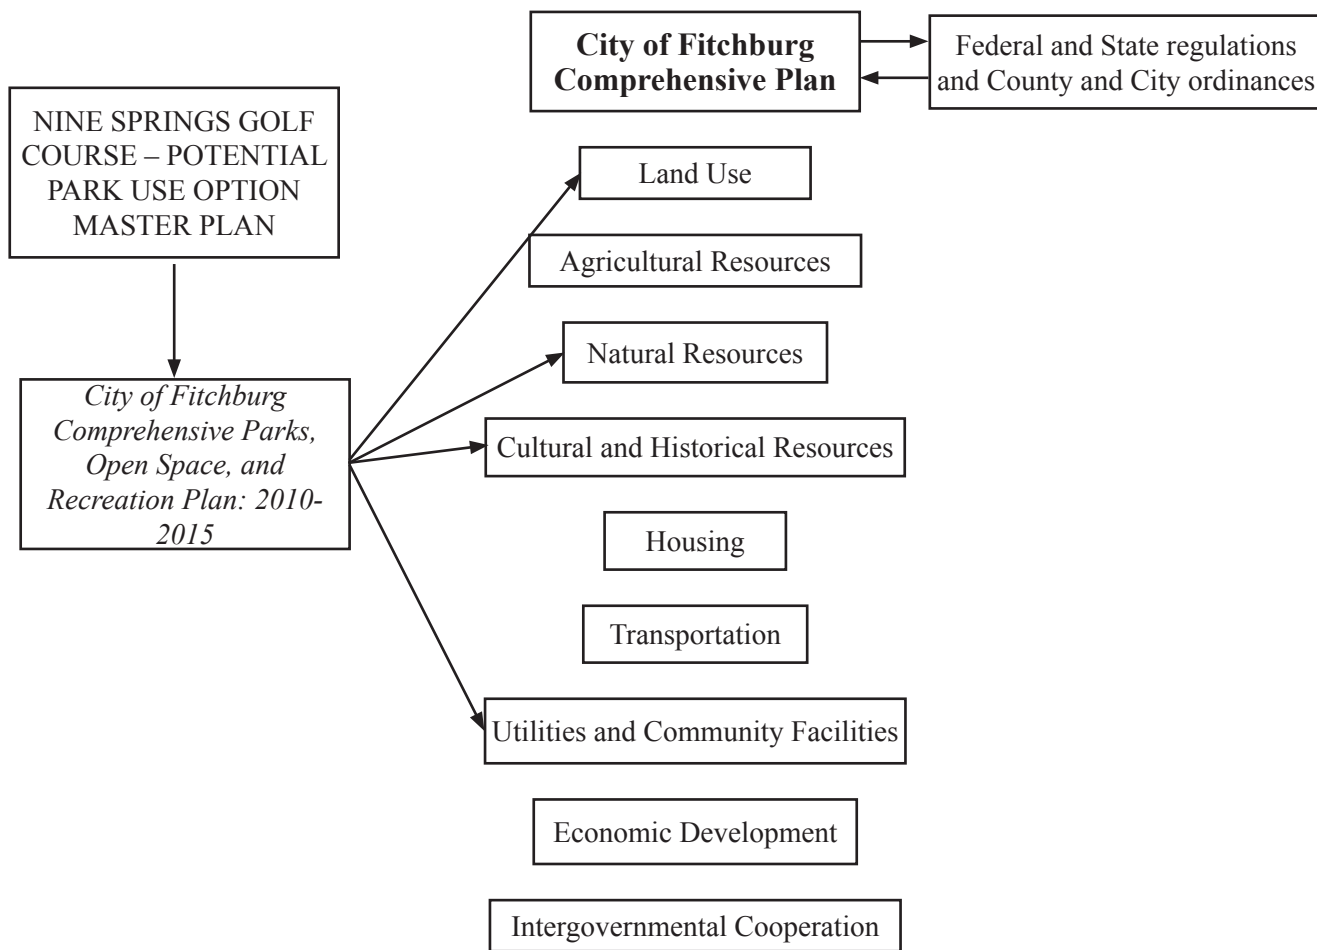 City of Fitchburg
Comprehensive Plan
Federal and State regulations
and County and City ordinances
NINE SPRINGS GOLF
COURSE – POTENTIAL
PARK USE OPTION
MASTER PLAN
City of Fitchburg
Comprehensive Parks,
Open Space, and
Recreation Plan: 2010-
2015
Land Use
Agricultural Resources
Natural Resources
Cultural and Historical Resources
Housing
Transportation
Utilities and Community Facilities
Economic Development
Intergovernmental Cooperation